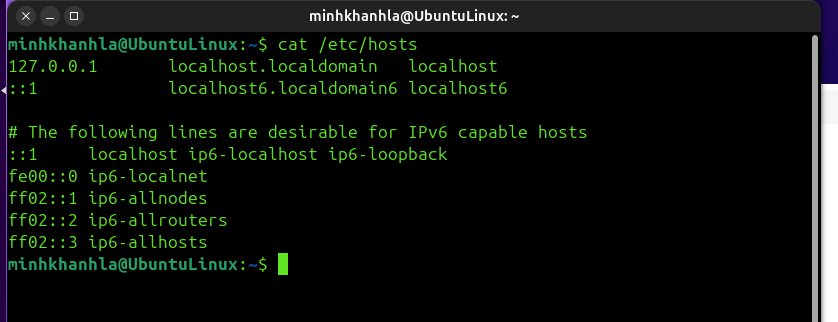 minhkhanhla@UbuntuLinux: ~
minhkhanhla@UbuntuLinux:~$ cat /etc/hosts
127.0.0.1       localhost.localdomain   localhost
::1             localhost6.localdomain6 localhost6

# The following lines are desirable for IPv6 capable hosts
::1     localhost ip6-localhost ip6-loopback
fe00::0 ip6-localnet
ff02::1 ip6-allnodes
ff02::2 ip6-allrouters
ff02::3 ip6-allhosts
minhkhanhla@UbuntuLinux:~$